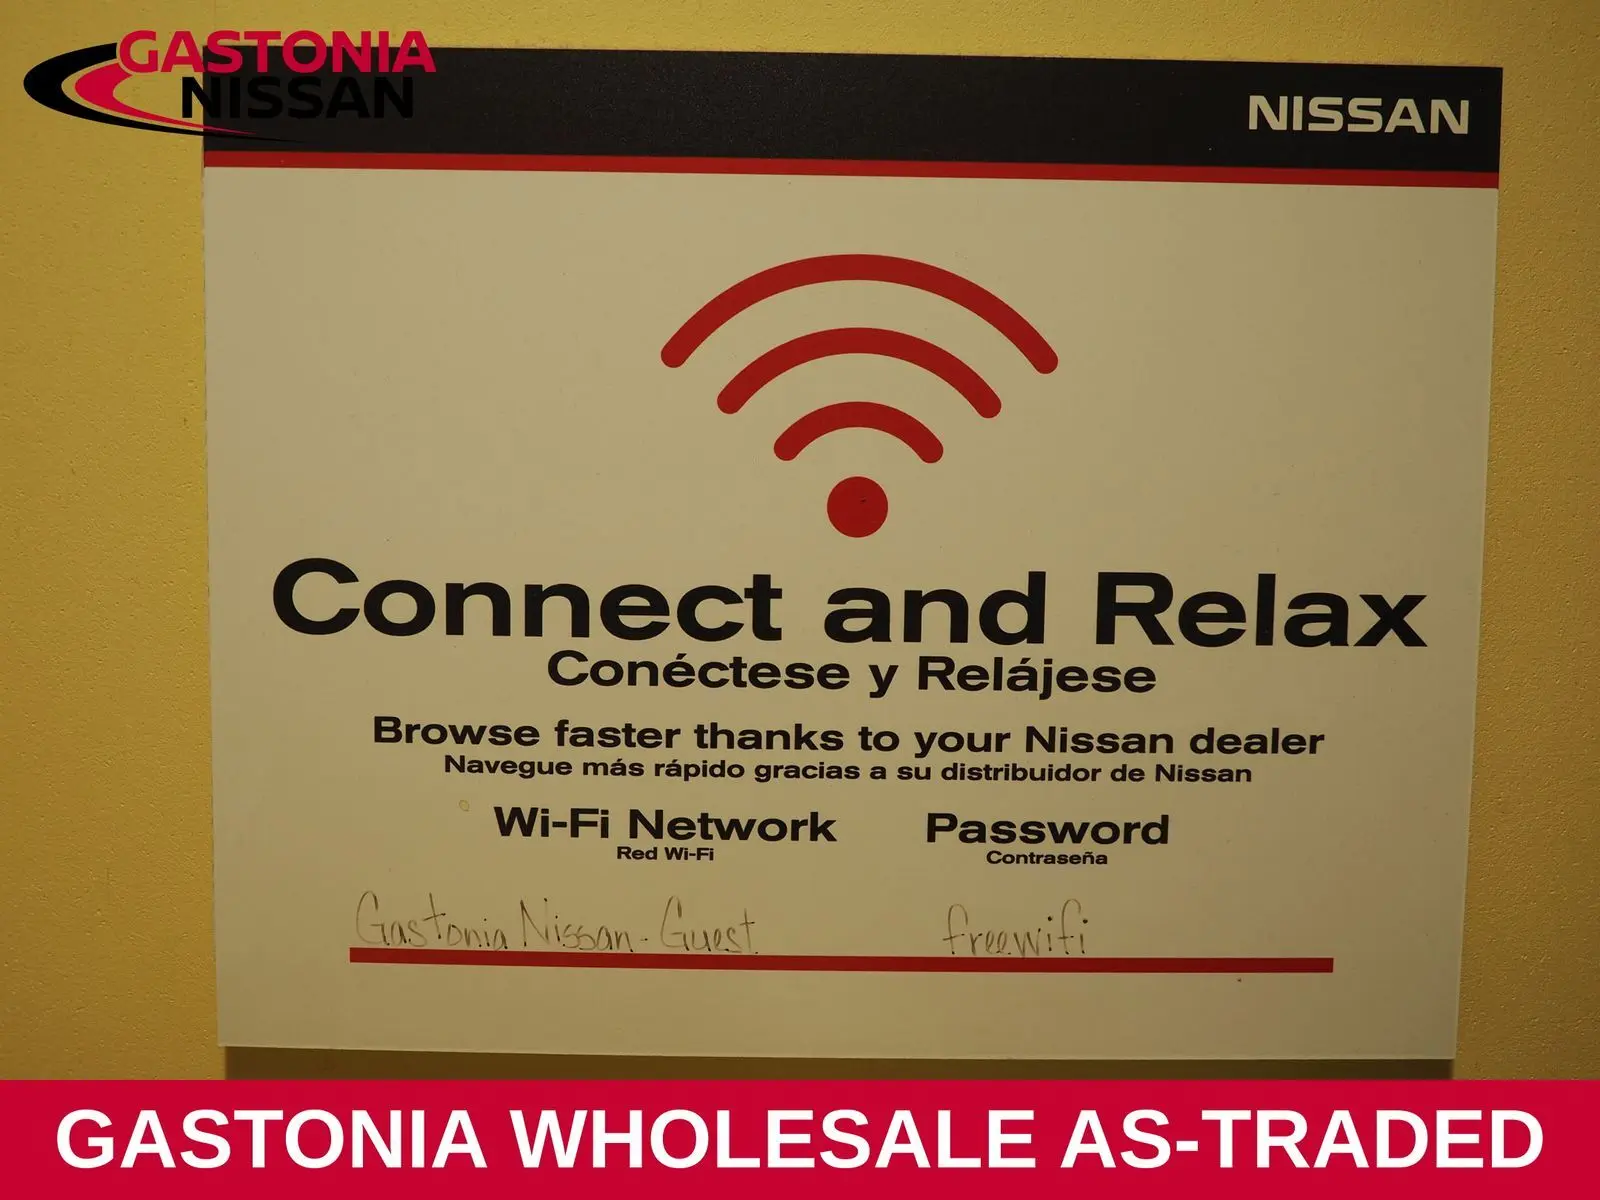 GASTONIA
NISSAN
NISSAN
Connect and Relax
Conéctese y Relájese
Browse faster thanks to your Nissan dealer
Navegue más rápido gracias a su distribuidor de Nissan
Wi-Fi Network Password
Red Wi-Fi Contraseña
Gastonia Nissan-Guest freewifi
GASTONIA WHOLESALE AS-TRADED